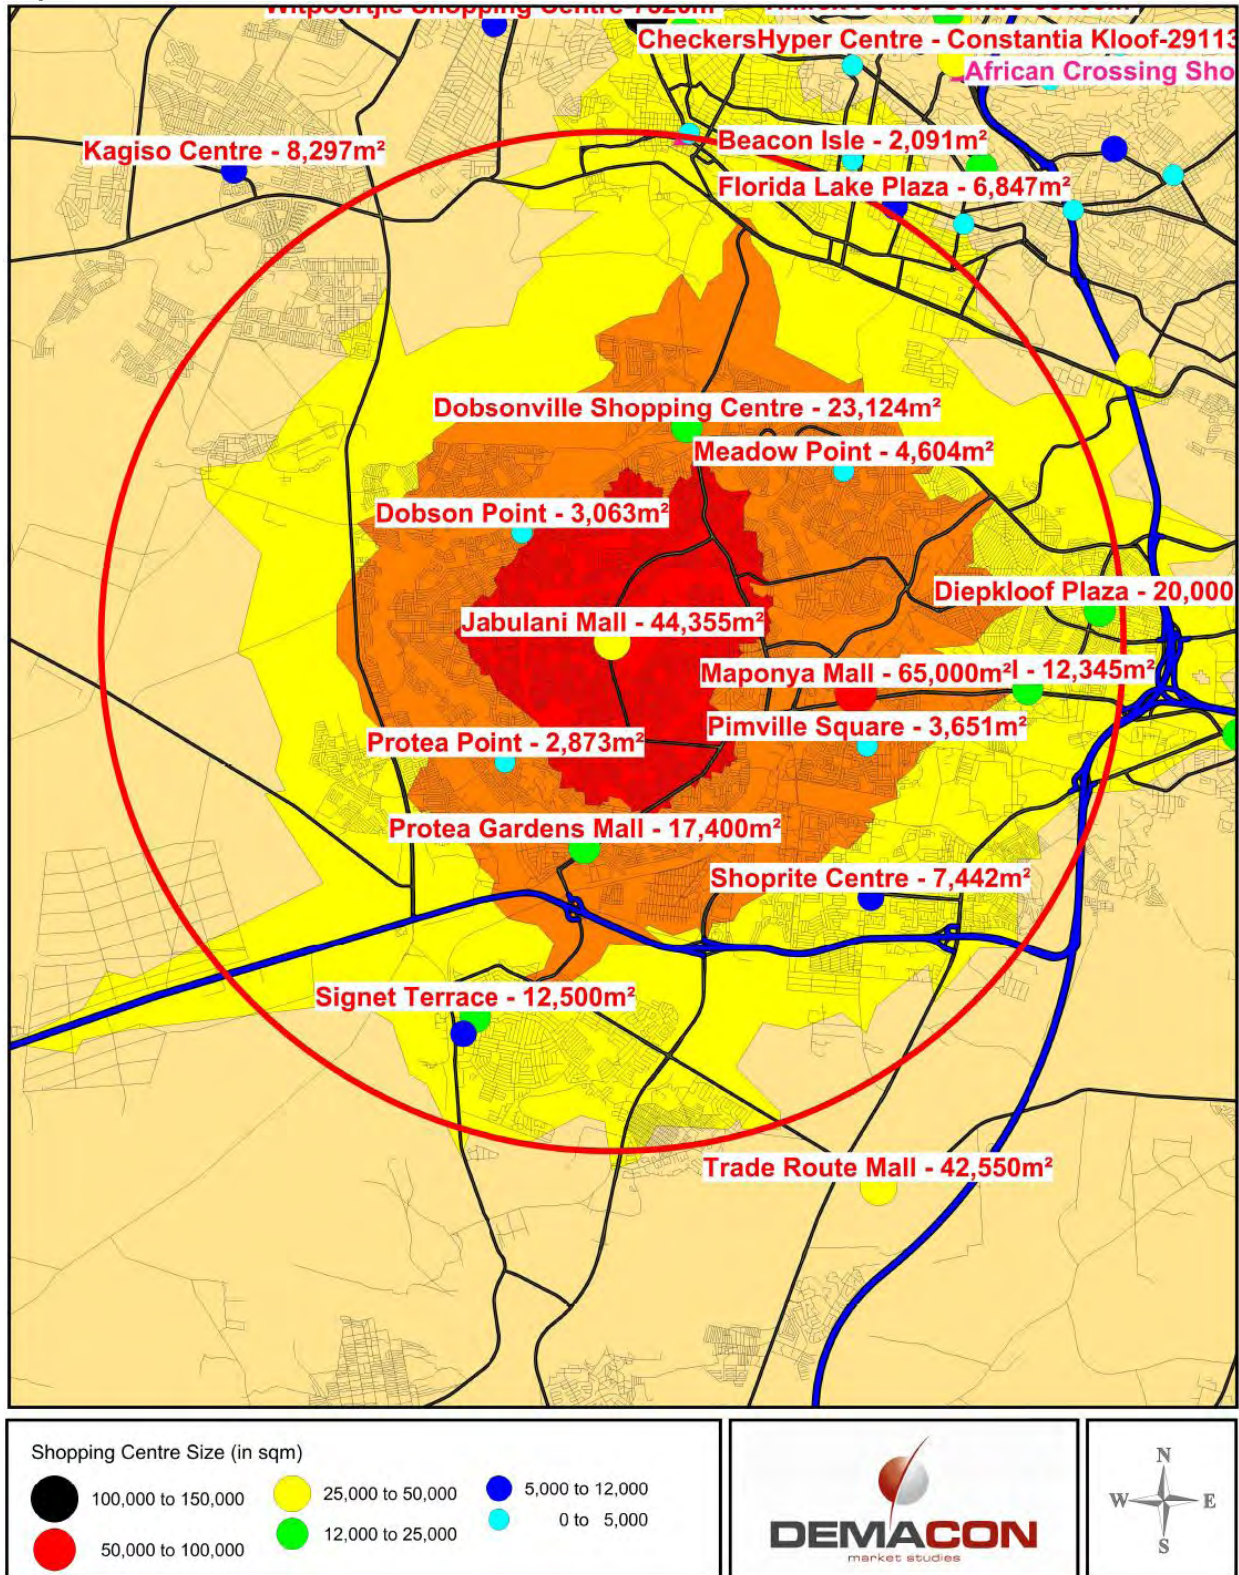 Witpoortjie Shopping Centre
CheckersHyper Centre - Constantia Kloof-29113
African Crossing Sho
Kagiso Centre - 8,297m²
Beacon Isle - 2,091m²
Florida Lake Plaza - 6,847m²
Dobsonville Shopping Centre - 23,124m²
Meadow Point - 4,604m²
Dobson Point - 3,063m²
Diepkloof Plaza - 20,000
Jabulani Mall - 44,355m²
Maponya Mall - 65,000m²l - 12,345m²
Pimville Square - 3,651m²
Protea Point - 2,873m²
Protea Gardens Mall - 17,400m²
Shoprite Centre - 7,442m²
Signet Terrace - 12,500m²
Trade Route Mall - 42,550m²
Shopping Centre Size (in sqm)
100,000 to 150,000
50,000 to 100,000
25,000 to 50,000
12,000 to 25,000
5,000 to 12,000
0 to 5,000
DEMACON
market studies
N
W E
S